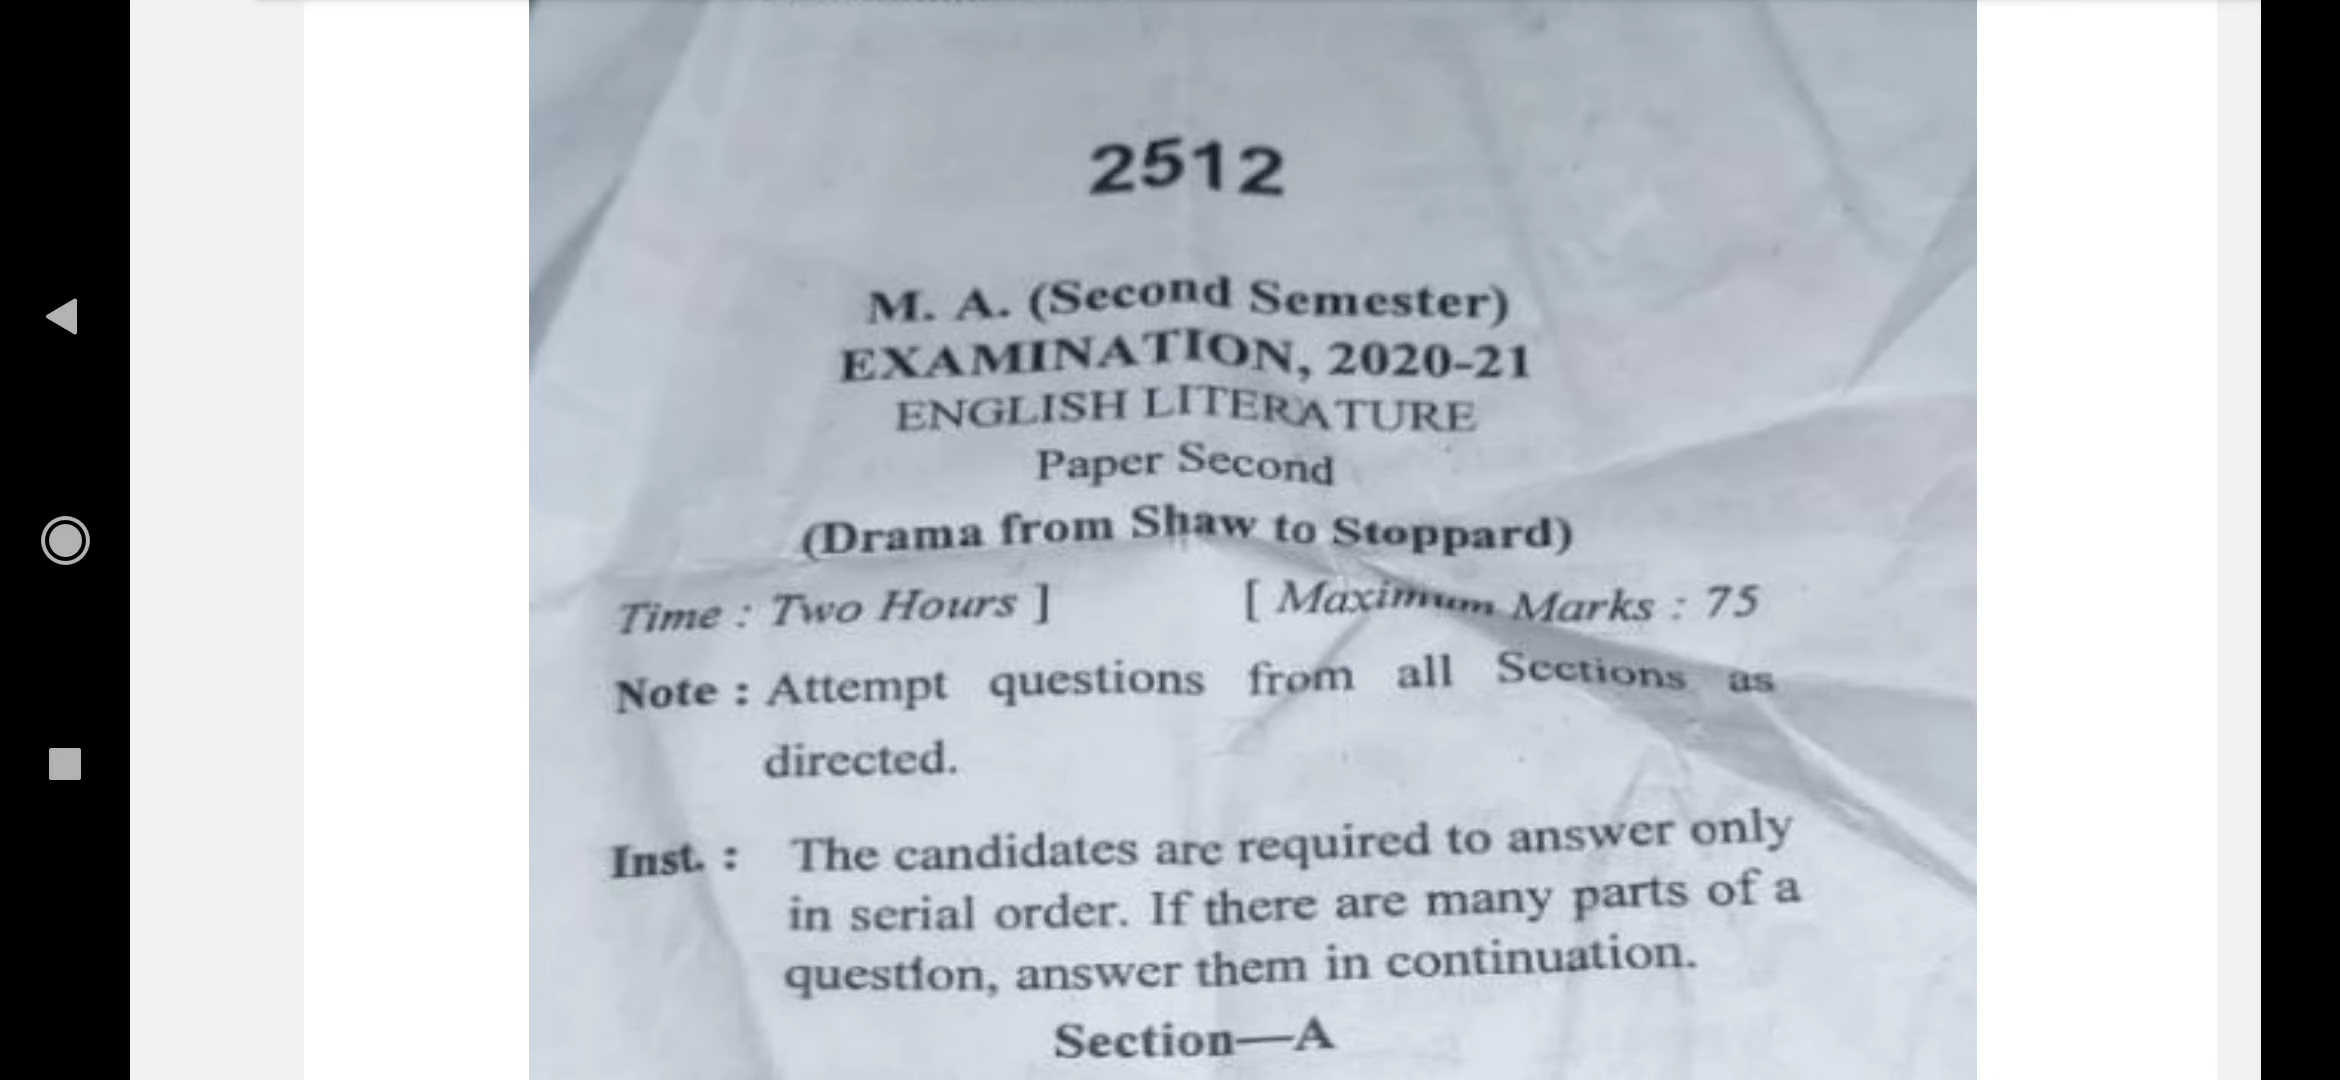 2512
M. A. (Second Semester)
EXAMINATION, 2020-21
ENGLISH LITERATURE
Paper Second
(Drama from Shaw to Stoppard)
Time : Two Hours ] [ Maximum Marks : 75
Note : Attempt questions from all Sections as
directed.
Inst. : The candidates are required to answer only
in serial order. If there are many parts of a
question, answer them in continuation.
Section—A